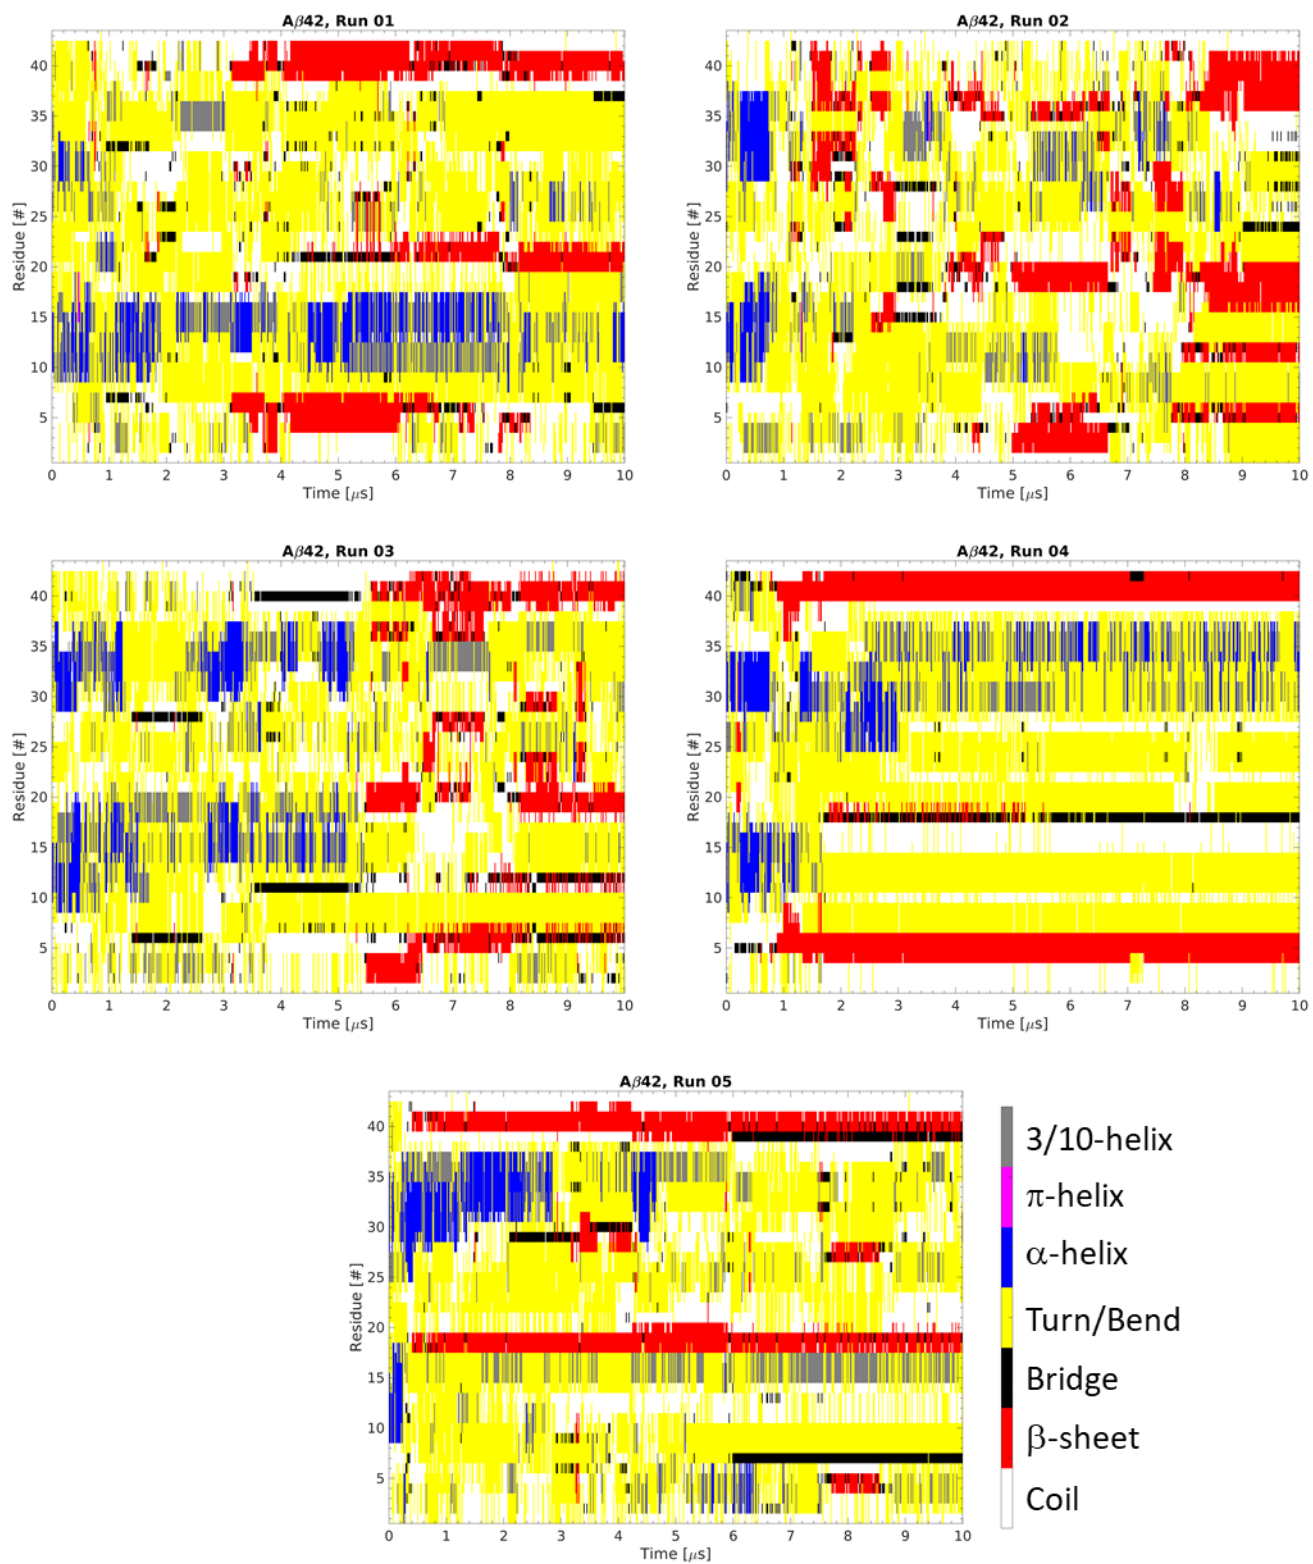 Aβ42, Run 01
Residue [#]
40
35
30
25
20
15
10
5
0 1 2 3 4 5 6 7 8 9 10
Time [μs]
Aβ42, Run 02
Residue [#]
40
35
30
25
20
15
10
5
0 1 2 3 4 5 6 7 8 9 10
Time [μs]
Aβ42, Run 03
Residue [#]
40
35
30
25
20
15
10
5
0 1 2 3 4 5 6 7 8 9 10
Time [μs]
Aβ42, Run 04
Residue [#]
40
35
30
25
20
15
10
5
0 1 2 3 4 5 6 7 8 9 10
Time [μs]
Aβ42, Run 05
Residue [#]
40
35
30
25
20
15
10
5
0 1 2 3 4 5 6 7 8 9 10
Time [μs]
3/10-helix
π-helix
α-helix
Turn/Bend
Bridge
β-sheet
Coil